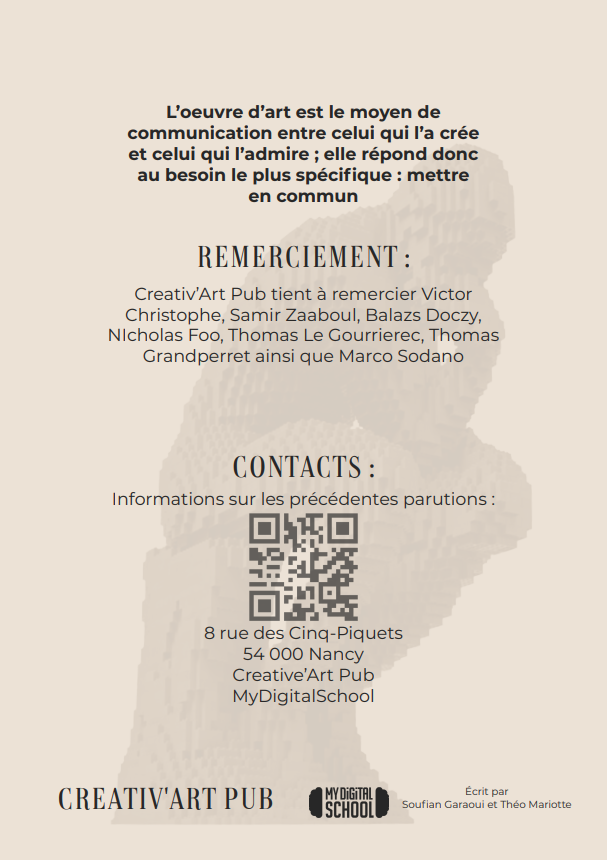 L’oeuvre d’art est le moyen de
communication entre celui qui l’a crée
et celui qui l’admire ; elle répond donc
au besoin le plus spécifique : mettre
en commun
REMERCIEMENT :
Creativ’Art Pub tient à remercier Victor
Christophe, Samir Zaaboul, Balazs Doczy,
NIcholas Foo, Thomas Le Gourrierec, Thomas
Grandperret ainsi que Marco Sodano
CONTACTS :
Informations sur les précédentes parutions :
8 rue des Cinq-Piquets
54 000 Nancy
Creative’Art Pub
MyDigitalSchool
CREATIV'ART PUB
MY DiGiTAL
SCHOOL
Écrit par
Soufian Garaoui et Théo Mariotte